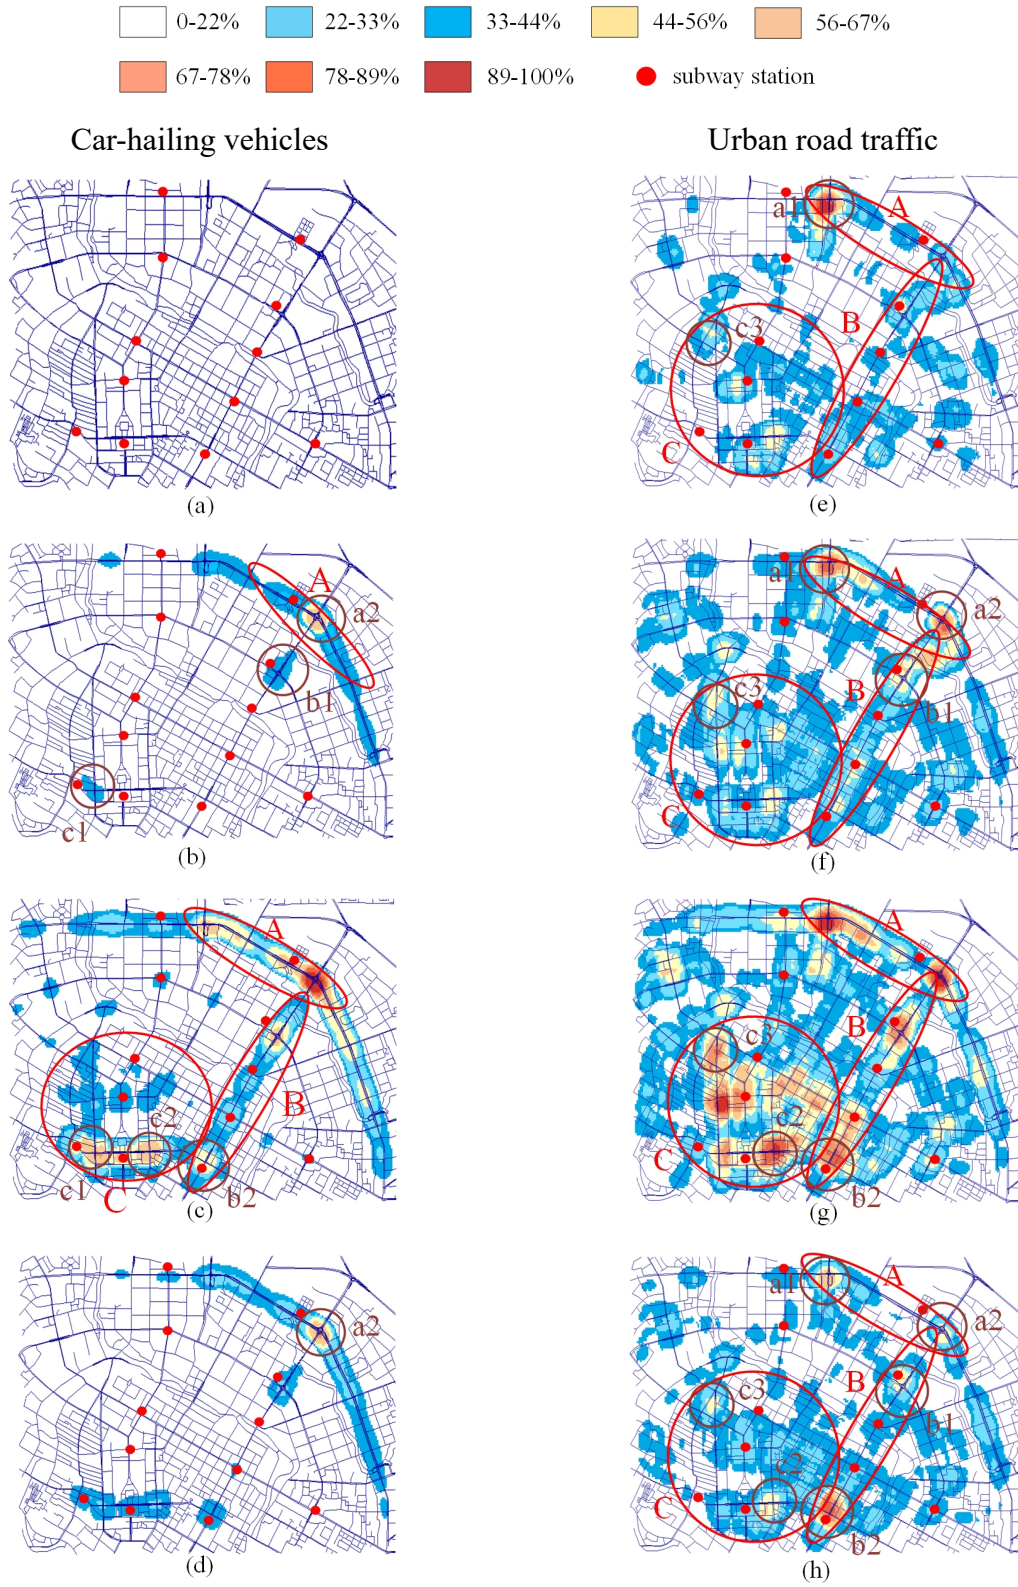 0-22% 22-33% 33-44% 44-56% 56-67%
67-78% 78-89% 89-100% subway station
Car-hailing vehicles Urban road traffic
a1 A
B
c3
C
(a) (e)
A
a2
b1
c1
(b)
a1 A
a2
c3 B
b1
C
(f)
A
B
c2
c1 C b2
(c)
A
B
c3
c2
C
b2
(g)
a2
(d)
a1 A
a2
B
c3
b1
c2
C
b2
(h)